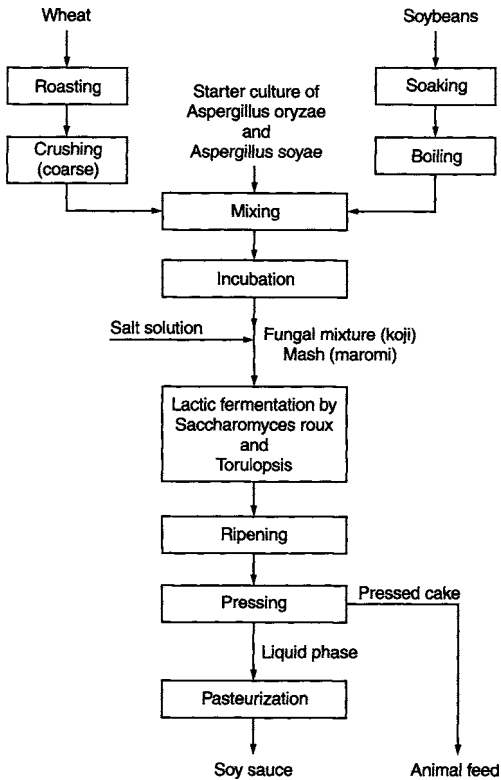 Wheat
Soybeans
Roasting
Soaking
Starter culture of
Aspergillus oryzae
and
Aspergillus soyae
Crushing
(coarse)
Boiling
Mixing
Incubation
Salt solution
Fungal mixture (koji)
Mash (maromi)
Lactic fermentation by
Saccharomyces roux
and
Torulopsis
Ripening
Pressing
Pressed cake
Liquid phase
Pasteurization
Soy sauce
Animal feed